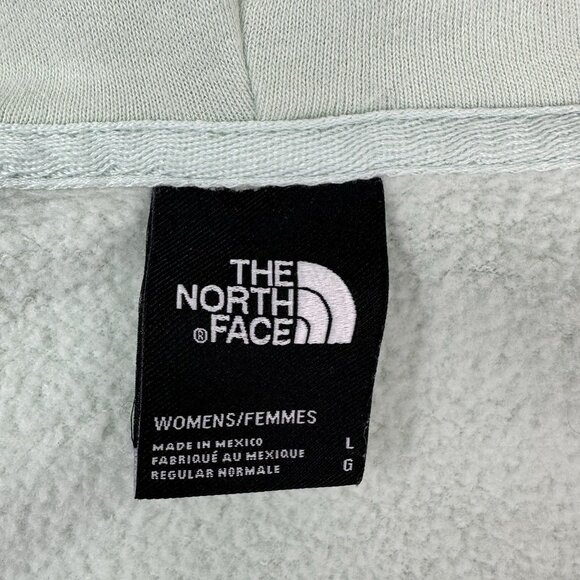 THE
NORTH
® FACE
WOMENS/FEMMES
MADE IN MEXICO L
FABRIQUÉ AU MEXIQUE G
REGULAR NORMALE